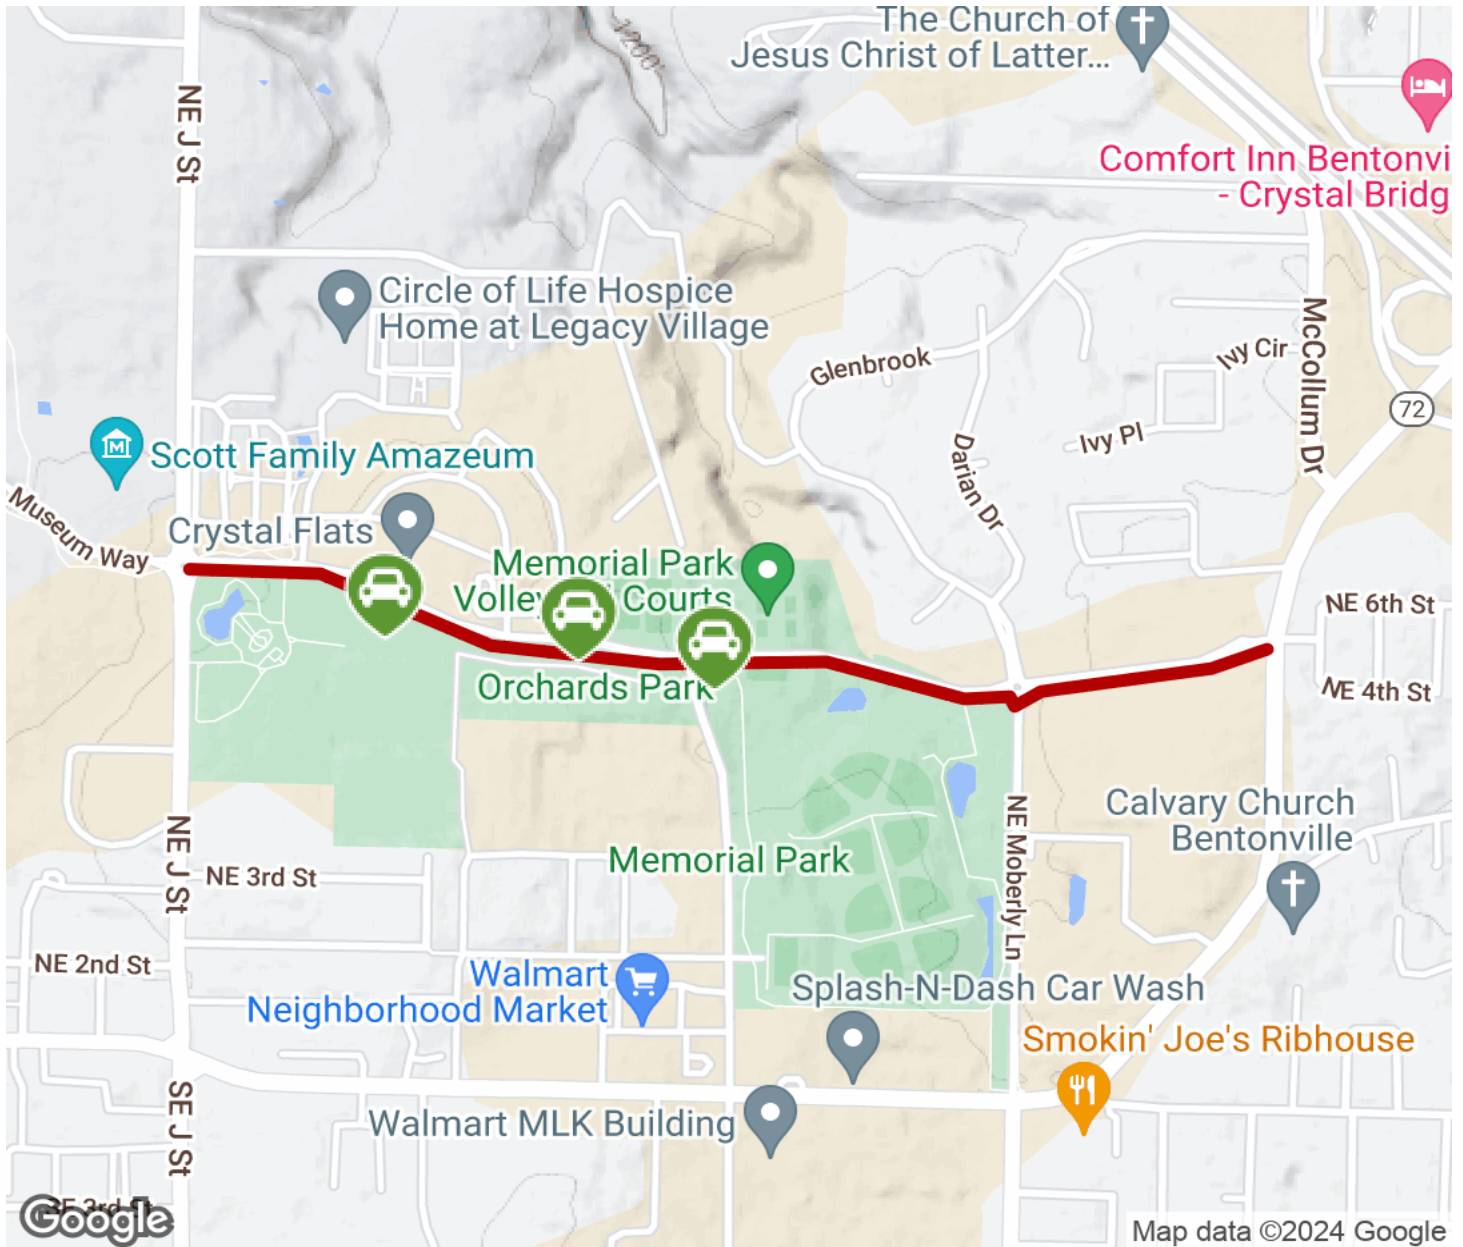 The Church of
Jesus Christ of Latter...
1200'
NE J St
Comfort Inn Bentonvi
- Crystal Bridg
Circle of Life Hospice
Home at Legacy Village
McCollum Dr
Glenbrook
Ivy Cir
72
Ivy Pl
Scott Family Amazeum
Darian Dr
Museum Way
Crystal Flats
Memorial Park
Courts
NE 6th St
Orchards Park
NE 4th St
NE Moberly Ln
Calvary Church
Bentonville
NE J St
Memorial Park
NE 3rd St
NE 2nd St
Walmart
Neighborhood Market
Splash-N-Dash Car Wash
Smokin' Joe's Ribhouse
SE J St
Walmart MLK Building
SE 3rd St
Google
Map data ©2024 Google